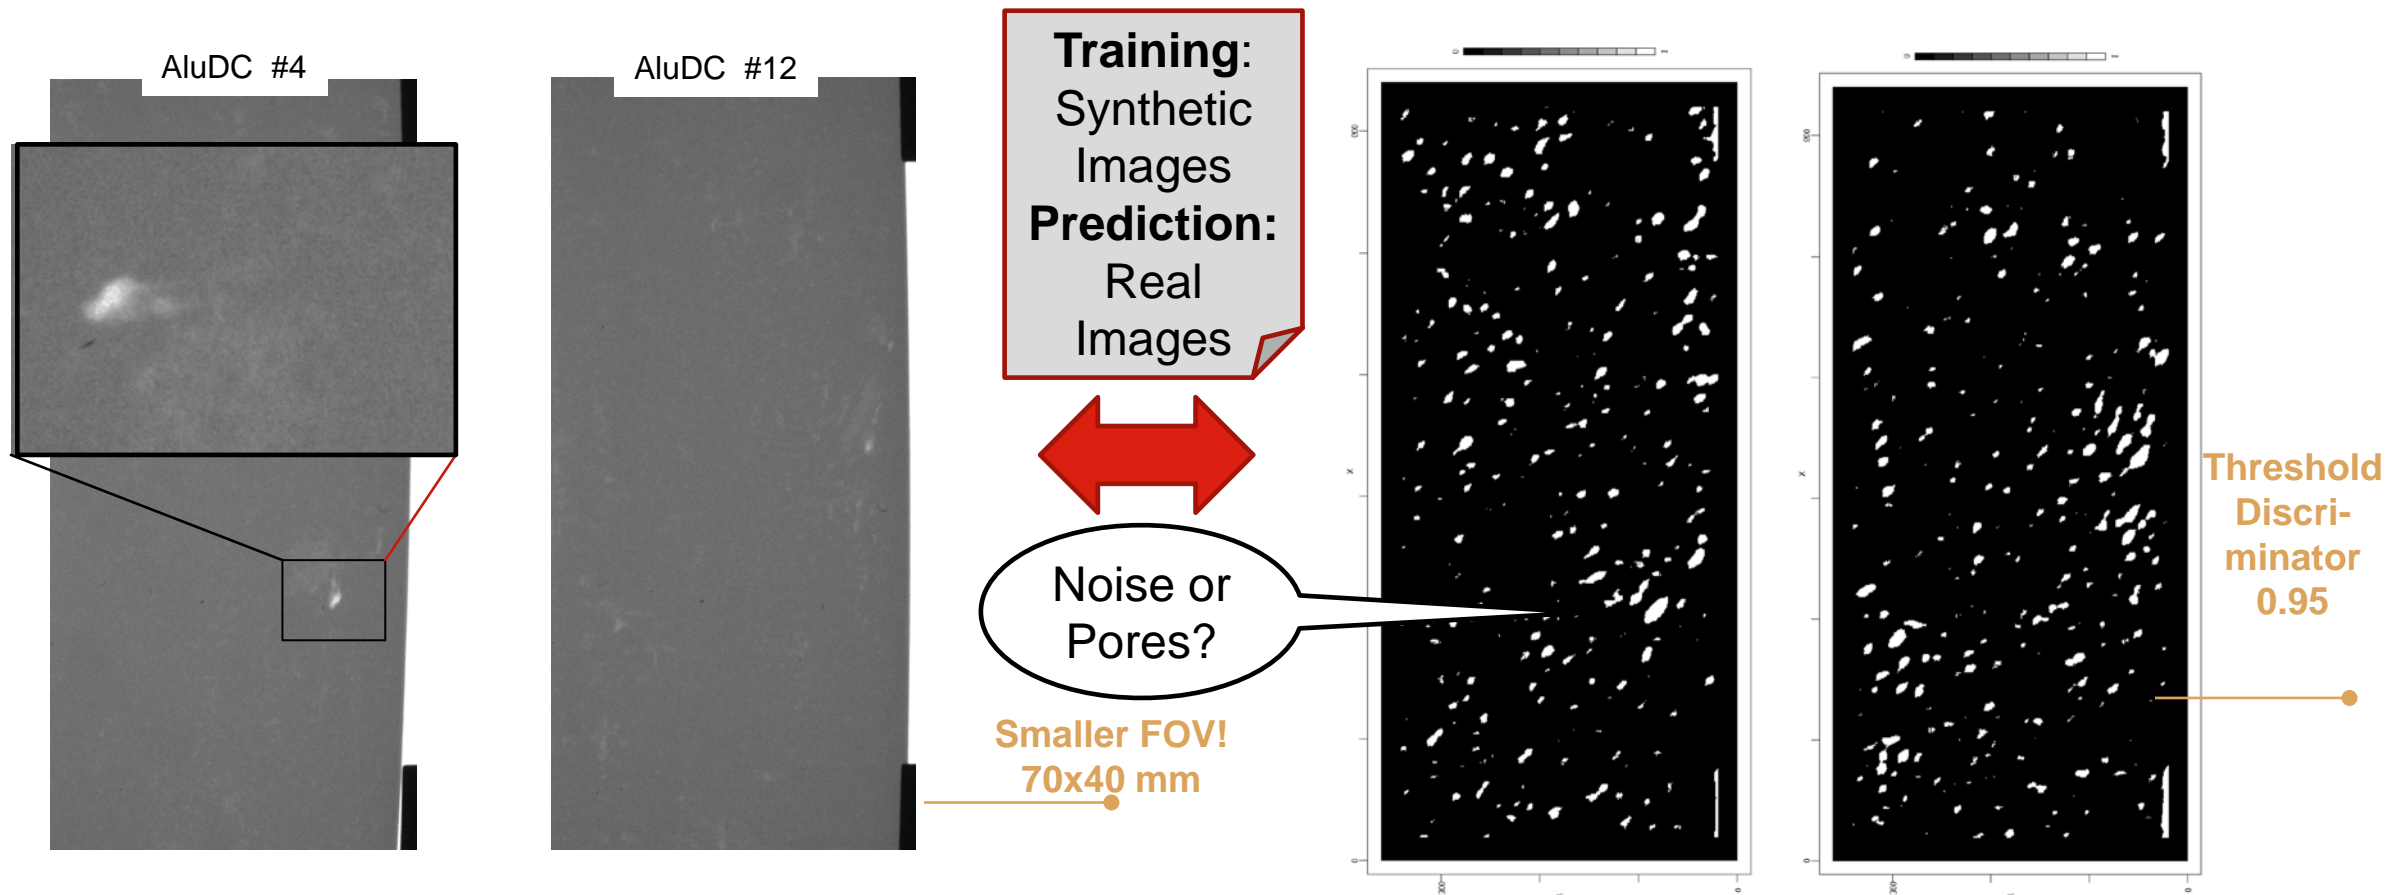 AluDC #4
AluDC #12
Training:
Synthetic
Images
Prediction:
Real
Images
Noise or
Pores?
Smaller FOV!
70x40 mm
Threshold
Discri-
minator
0.95